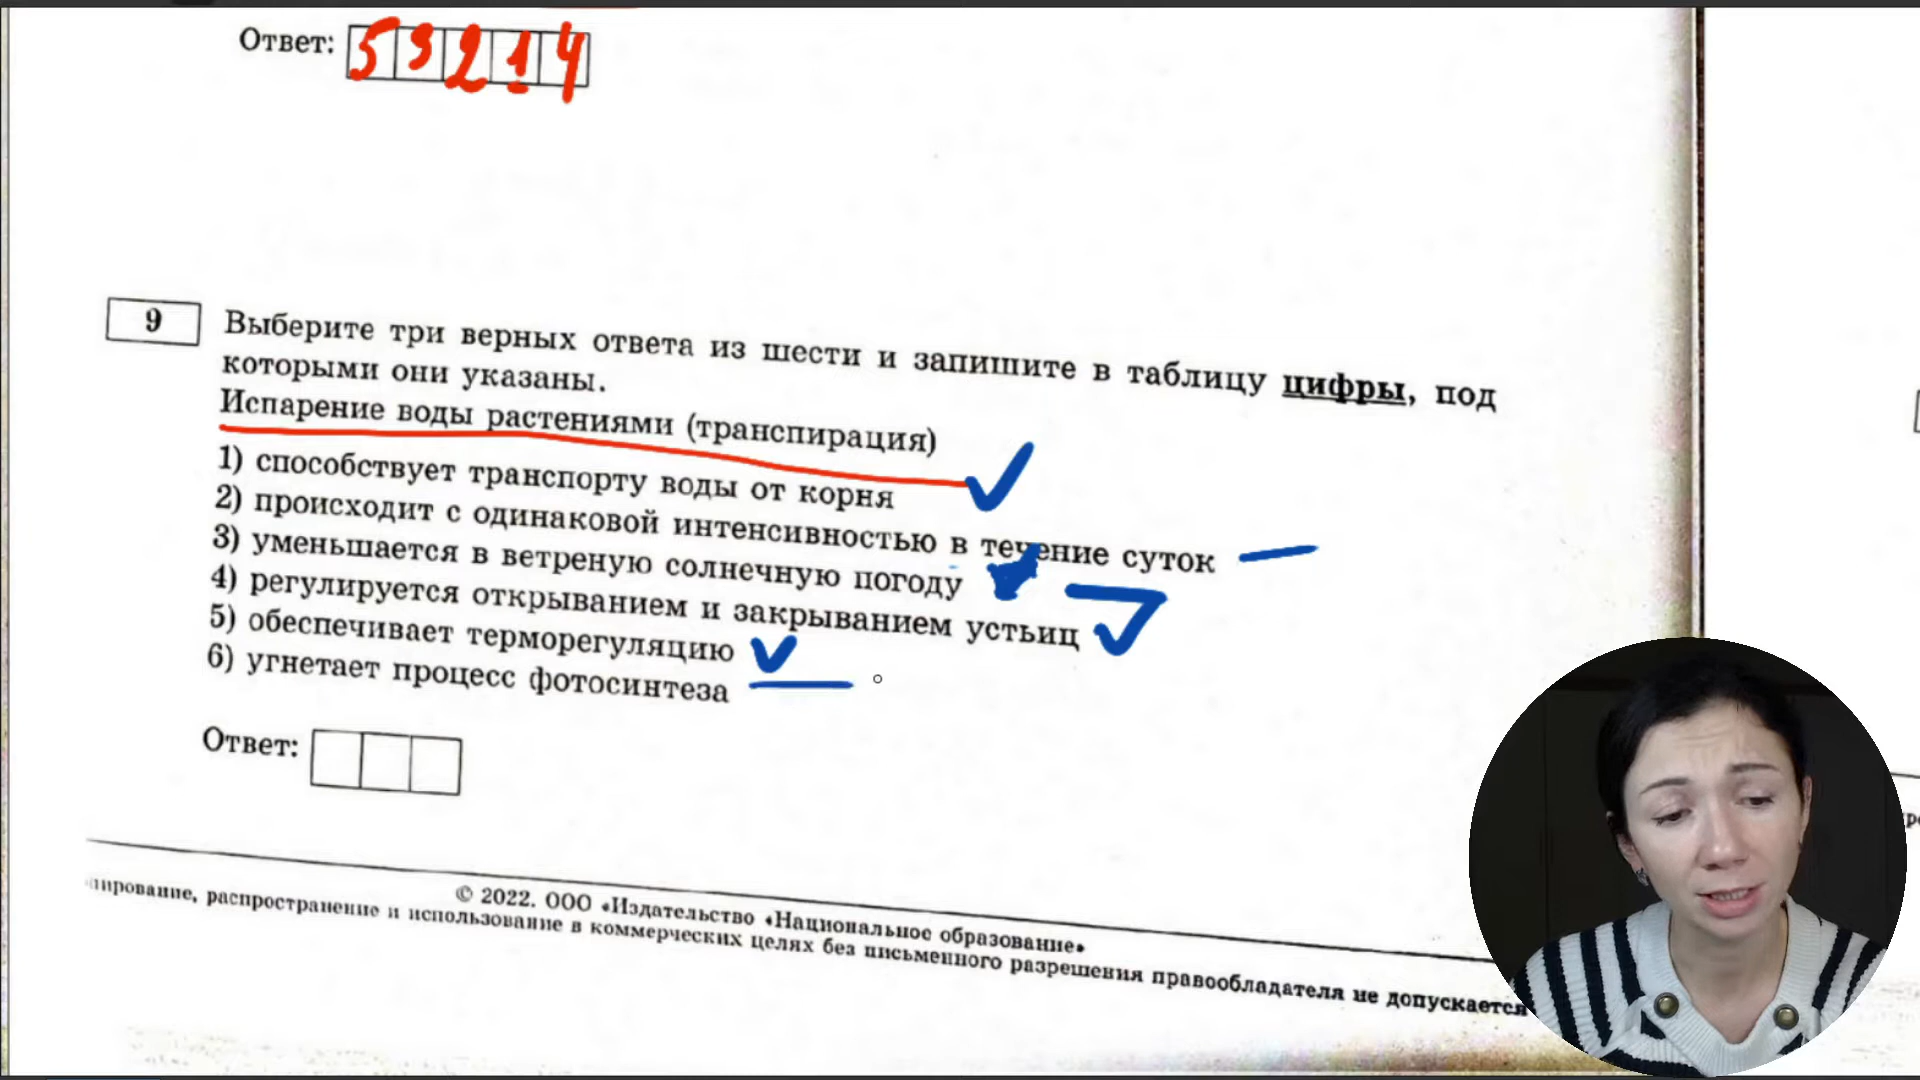 Ответ: 53214
9
Выберите три верных ответа из шести и запишите в таблицу цифры, под
которыми они указаны.
Испарение воды растениями (транспирация)
1) способствует транспорту воды от корня
2) происходит с одинаковой интенсивностью в течение суток
3) уменьшается в ветреную солнечную погоду
4) регулируется открыванием и закрыванием устьиц
5) обеспечивает терморегуляцию
6) угнетает процесс фотосинтеза
Ответ:
© 2022. ООО «Издательство «Национальное образование»
распространение и использование в коммерческих целях без письменного разрешения правообладателя не допускается